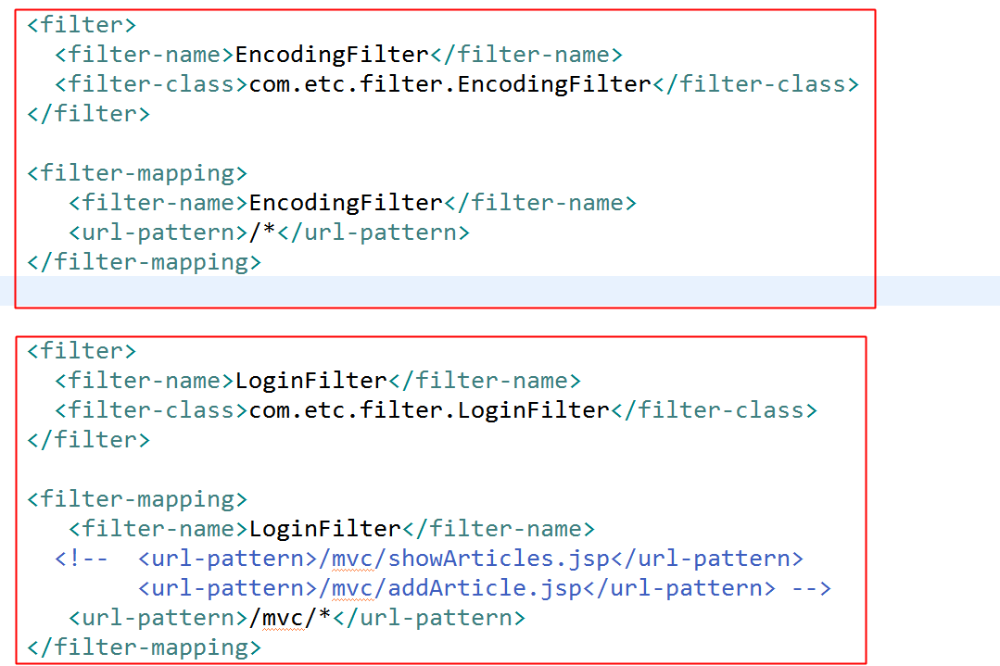 <filter>
<filter-name>EncodingFilter</filter-name>
<filter-class>com.etc.filter.EncodingFilter</filter-class>
</filter>
<filter-mapping>
<filter-name>EncodingFilter</filter-name>
<url-pattern>/*</url-pattern>
</filter-mapping>
<filter>
<filter-name>LoginFilter</filter-name>
<filter-class>com.etc.filter.LoginFilter</filter-class>
</filter>
<filter-mapping>
<filter-name>LoginFilter</filter-name>
<!--  <url-pattern>/mvc/showArticles.jsp</url-pattern>
<url-pattern>/mvc/addArticle.jsp</url-pattern> -->
<url-pattern>/mvc/*</url-pattern>
</filter-mapping>